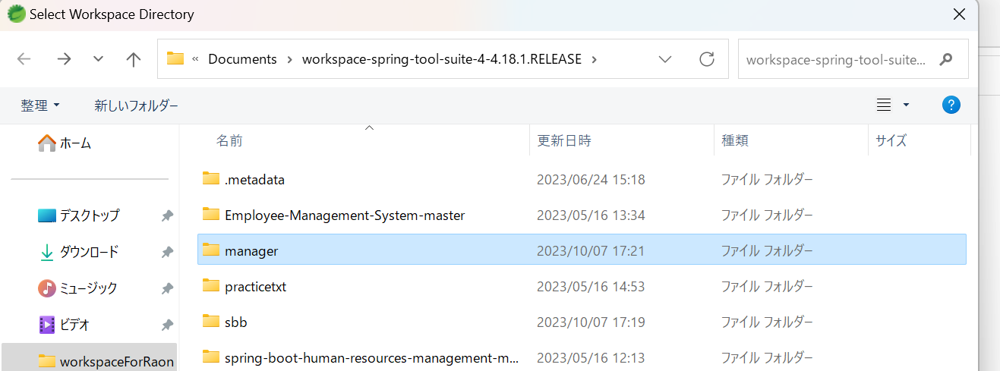 Select Workspace Directory
« Documents › workspace-spring-tool-suite-4-4.18.1.RELEASE ›
workspace-spring-tool-suite...
整理
新しいフォルダー
?
名前 更新日時 種類 サイズ
ホーム
デスクトップ
ダウンロード
ミュージック
ビデオ
workspaceForRaon
.metadata 2023/06/24 15:18 ファイル フォルダー
Employee-Management-System-master 2023/05/16 13:34 ファイル フォルダー
manager 2023/10/07 17:21 ファイル フォルダー
practicetxt 2023/05/16 14:53 ファイル フォルダー
sbb 2023/10/07 17:19 ファイル フォルダー
spring-boot-human-resources-management-m... 2023/05/16 12:13 ファイル フォルダー